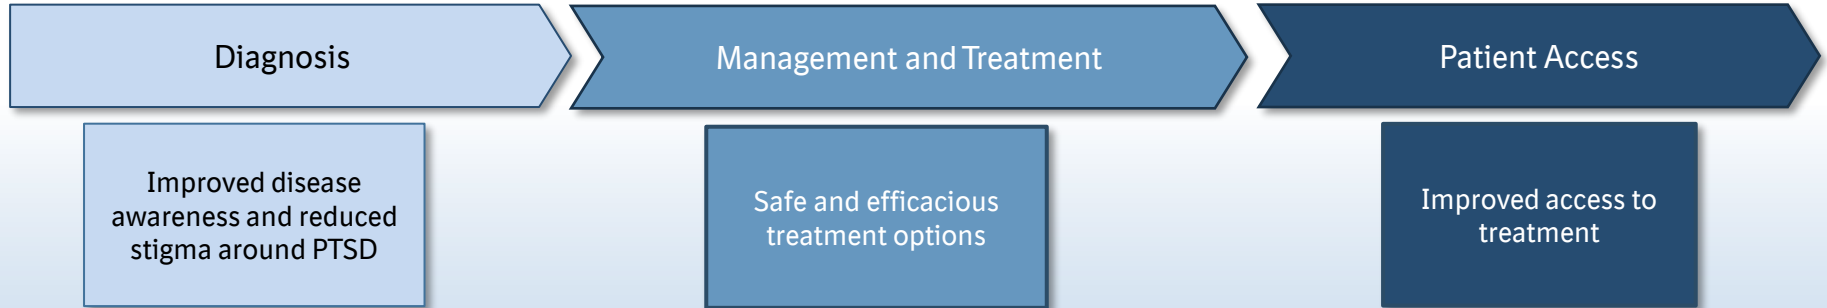 Diagnosis
Management and Treatment
Patient Access
Improved disease
awareness and reduced
stigma around PTSD
Safe and efficacious
treatment options
Improved access to
treatment